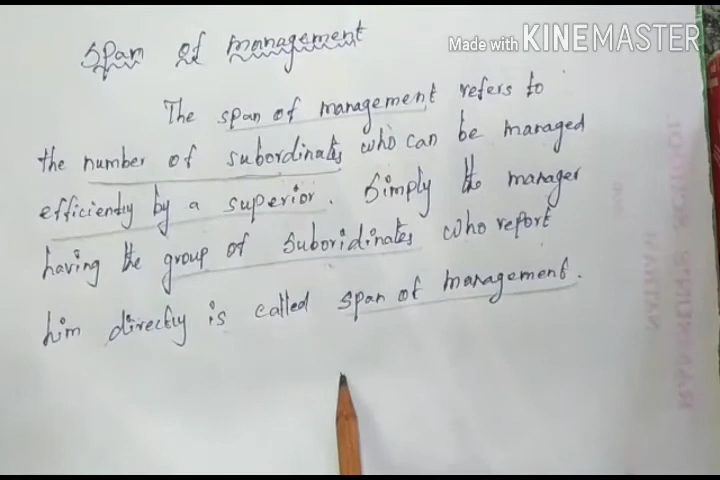 Span of management
Made with KINEMASTER
The span of management refers to
the number of subordinates who can be managed
efficiently by a superior. Simply the manager
having the group of suboridinates who report
him directly is called span of management.